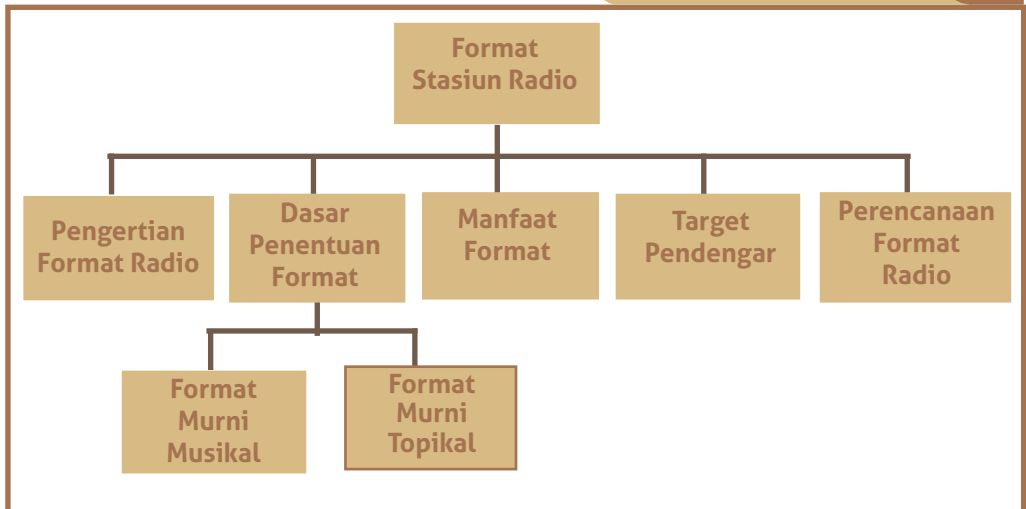 Format
Stasiun Radio
Pengertian
Format Radio
Dasar
Penentuan
Format
Manfaat
Format
Target
Pendengar
Perencanaan
Format
Radio
Format
Murni
Musikal
Format
Murni
Topikal